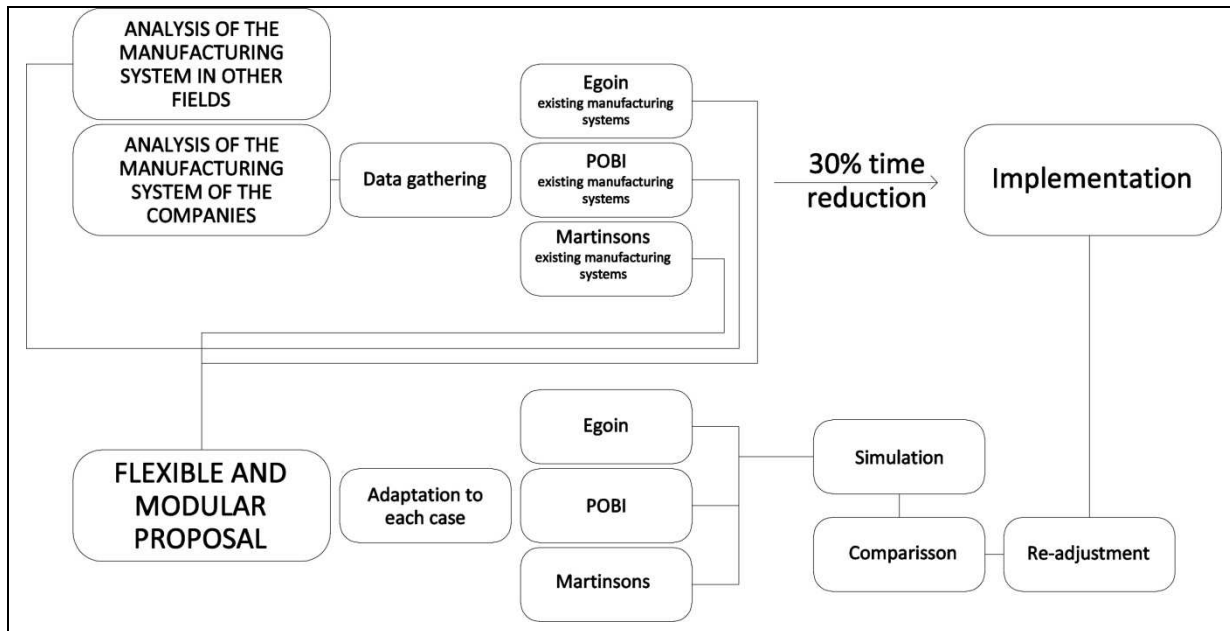 ANALYSIS OF THE
MANUFACTURING
SYSTEM IN OTHER
FIELDS
ANALYSIS OF THE
MANUFACTURING
SYSTEM OF THE
COMPANIES
Data gathering
Egoin
existing manufacturing
systems
POBI
existing manufacturing
systems
Martinsons
existing manufacturing
systems
30% time
reduction
Implementation
FLEXIBLE AND
MODULAR
PROPOSAL
Adaptation to
each case
Egoin
POBI
Martinsons
Simulation
Comparisson
Re-adjustment